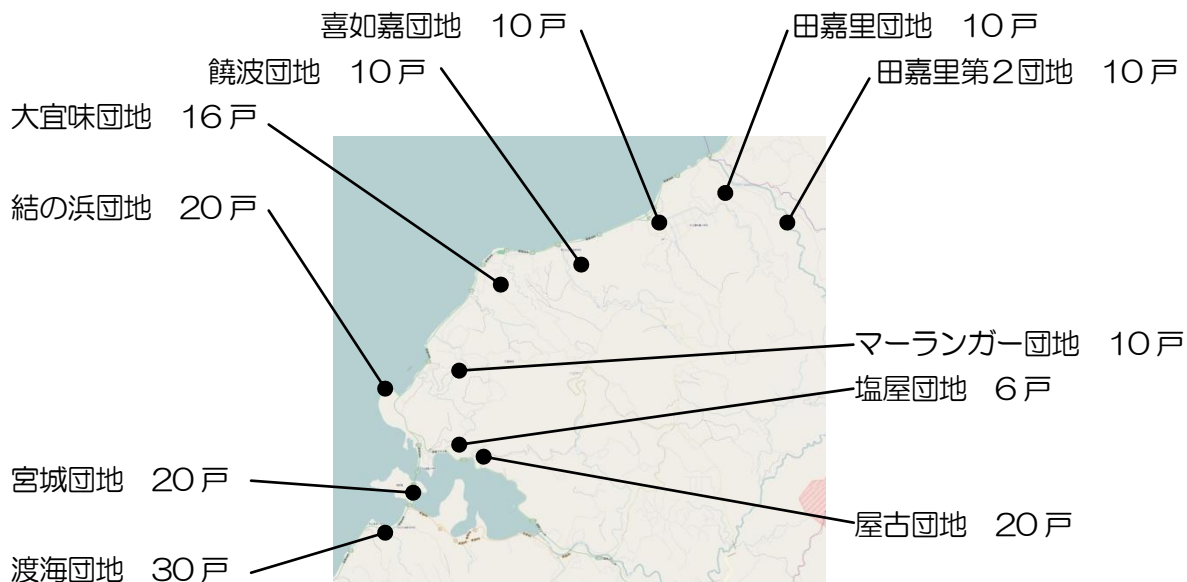 喜如嘉団地　10戸
田嘉里団地　10戸
饒波団地　10戸
田嘉里第2団地　10戸
大宜味団地　16戸
結の浜団地　20戸
マーランガー団地　10戸
塩屋団地　6戸
宮城団地　20戸
屋古団地　20戸
渡海団地　30戸